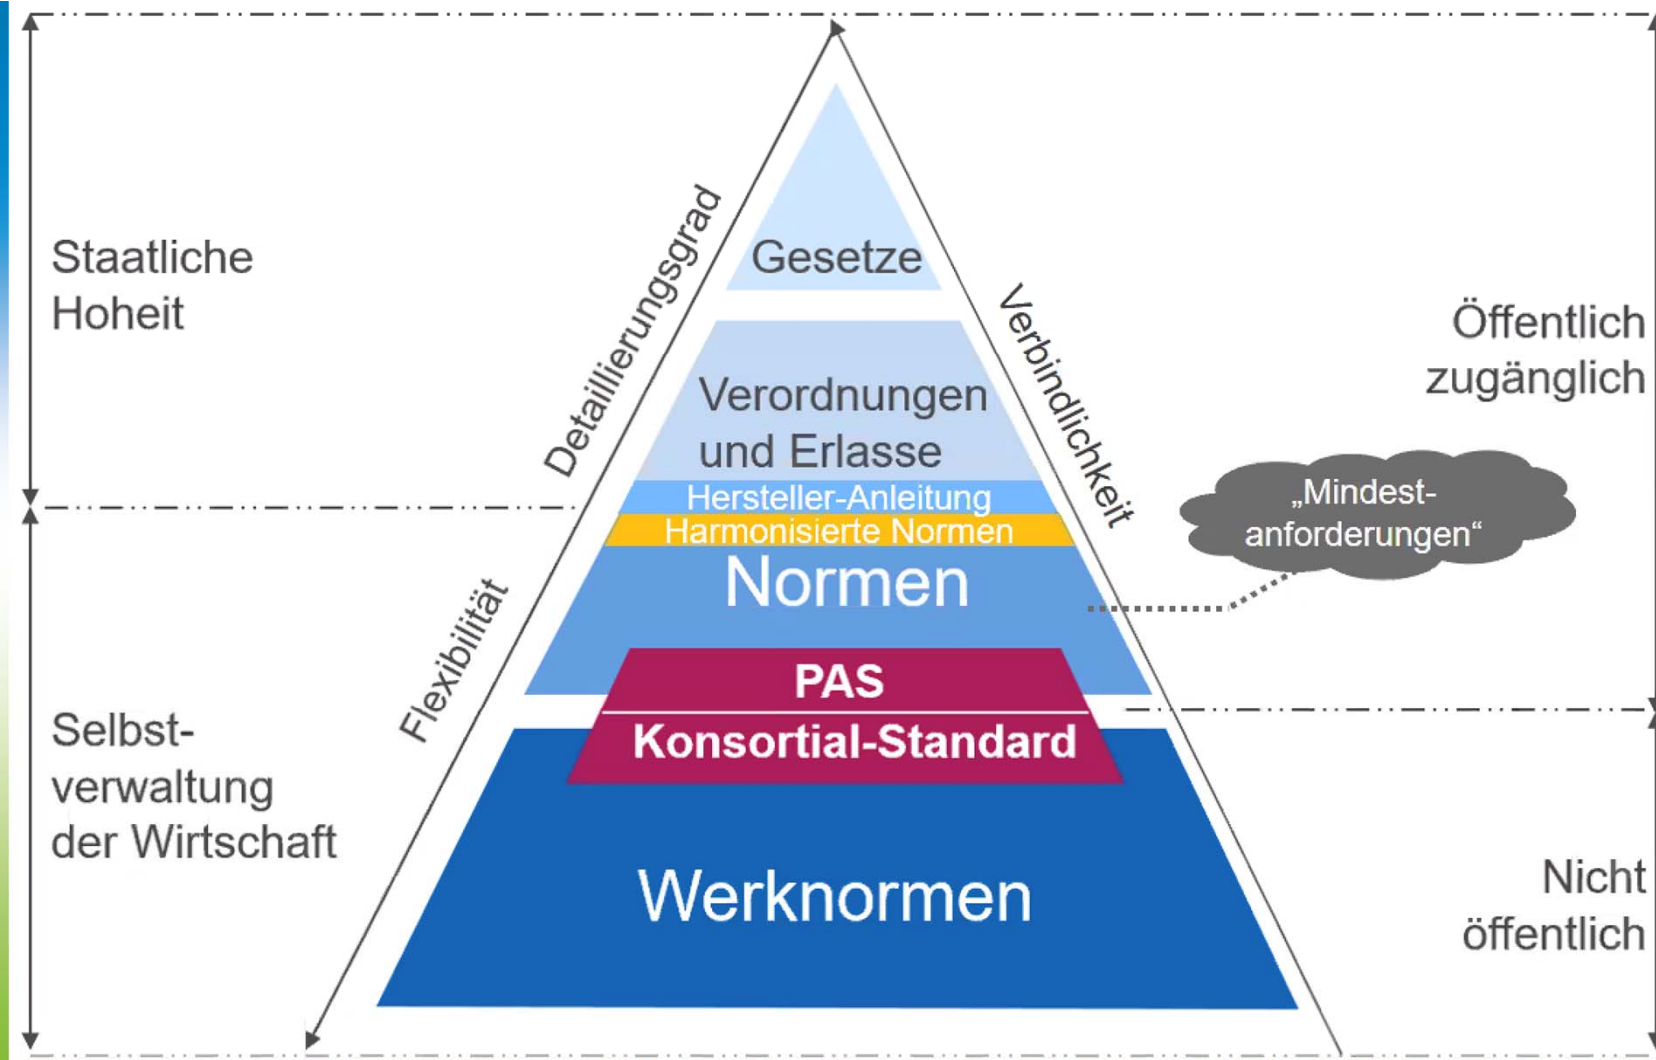 Staatliche
Hoheit
Selbst-
verwaltung
der Wirtschaft
Detaillierungsgrad
Flexibilität
Gesetze
Verordnungen
und Erlasse
Hersteller-Anleitung
Harmonisierte Normen
Normen
PAS
Konsortial-Standard
Werknormen
Verbindlichkeit
Öffentlich
zugänglich
„Mindest-
anforderungen“
Nicht
öffentlich